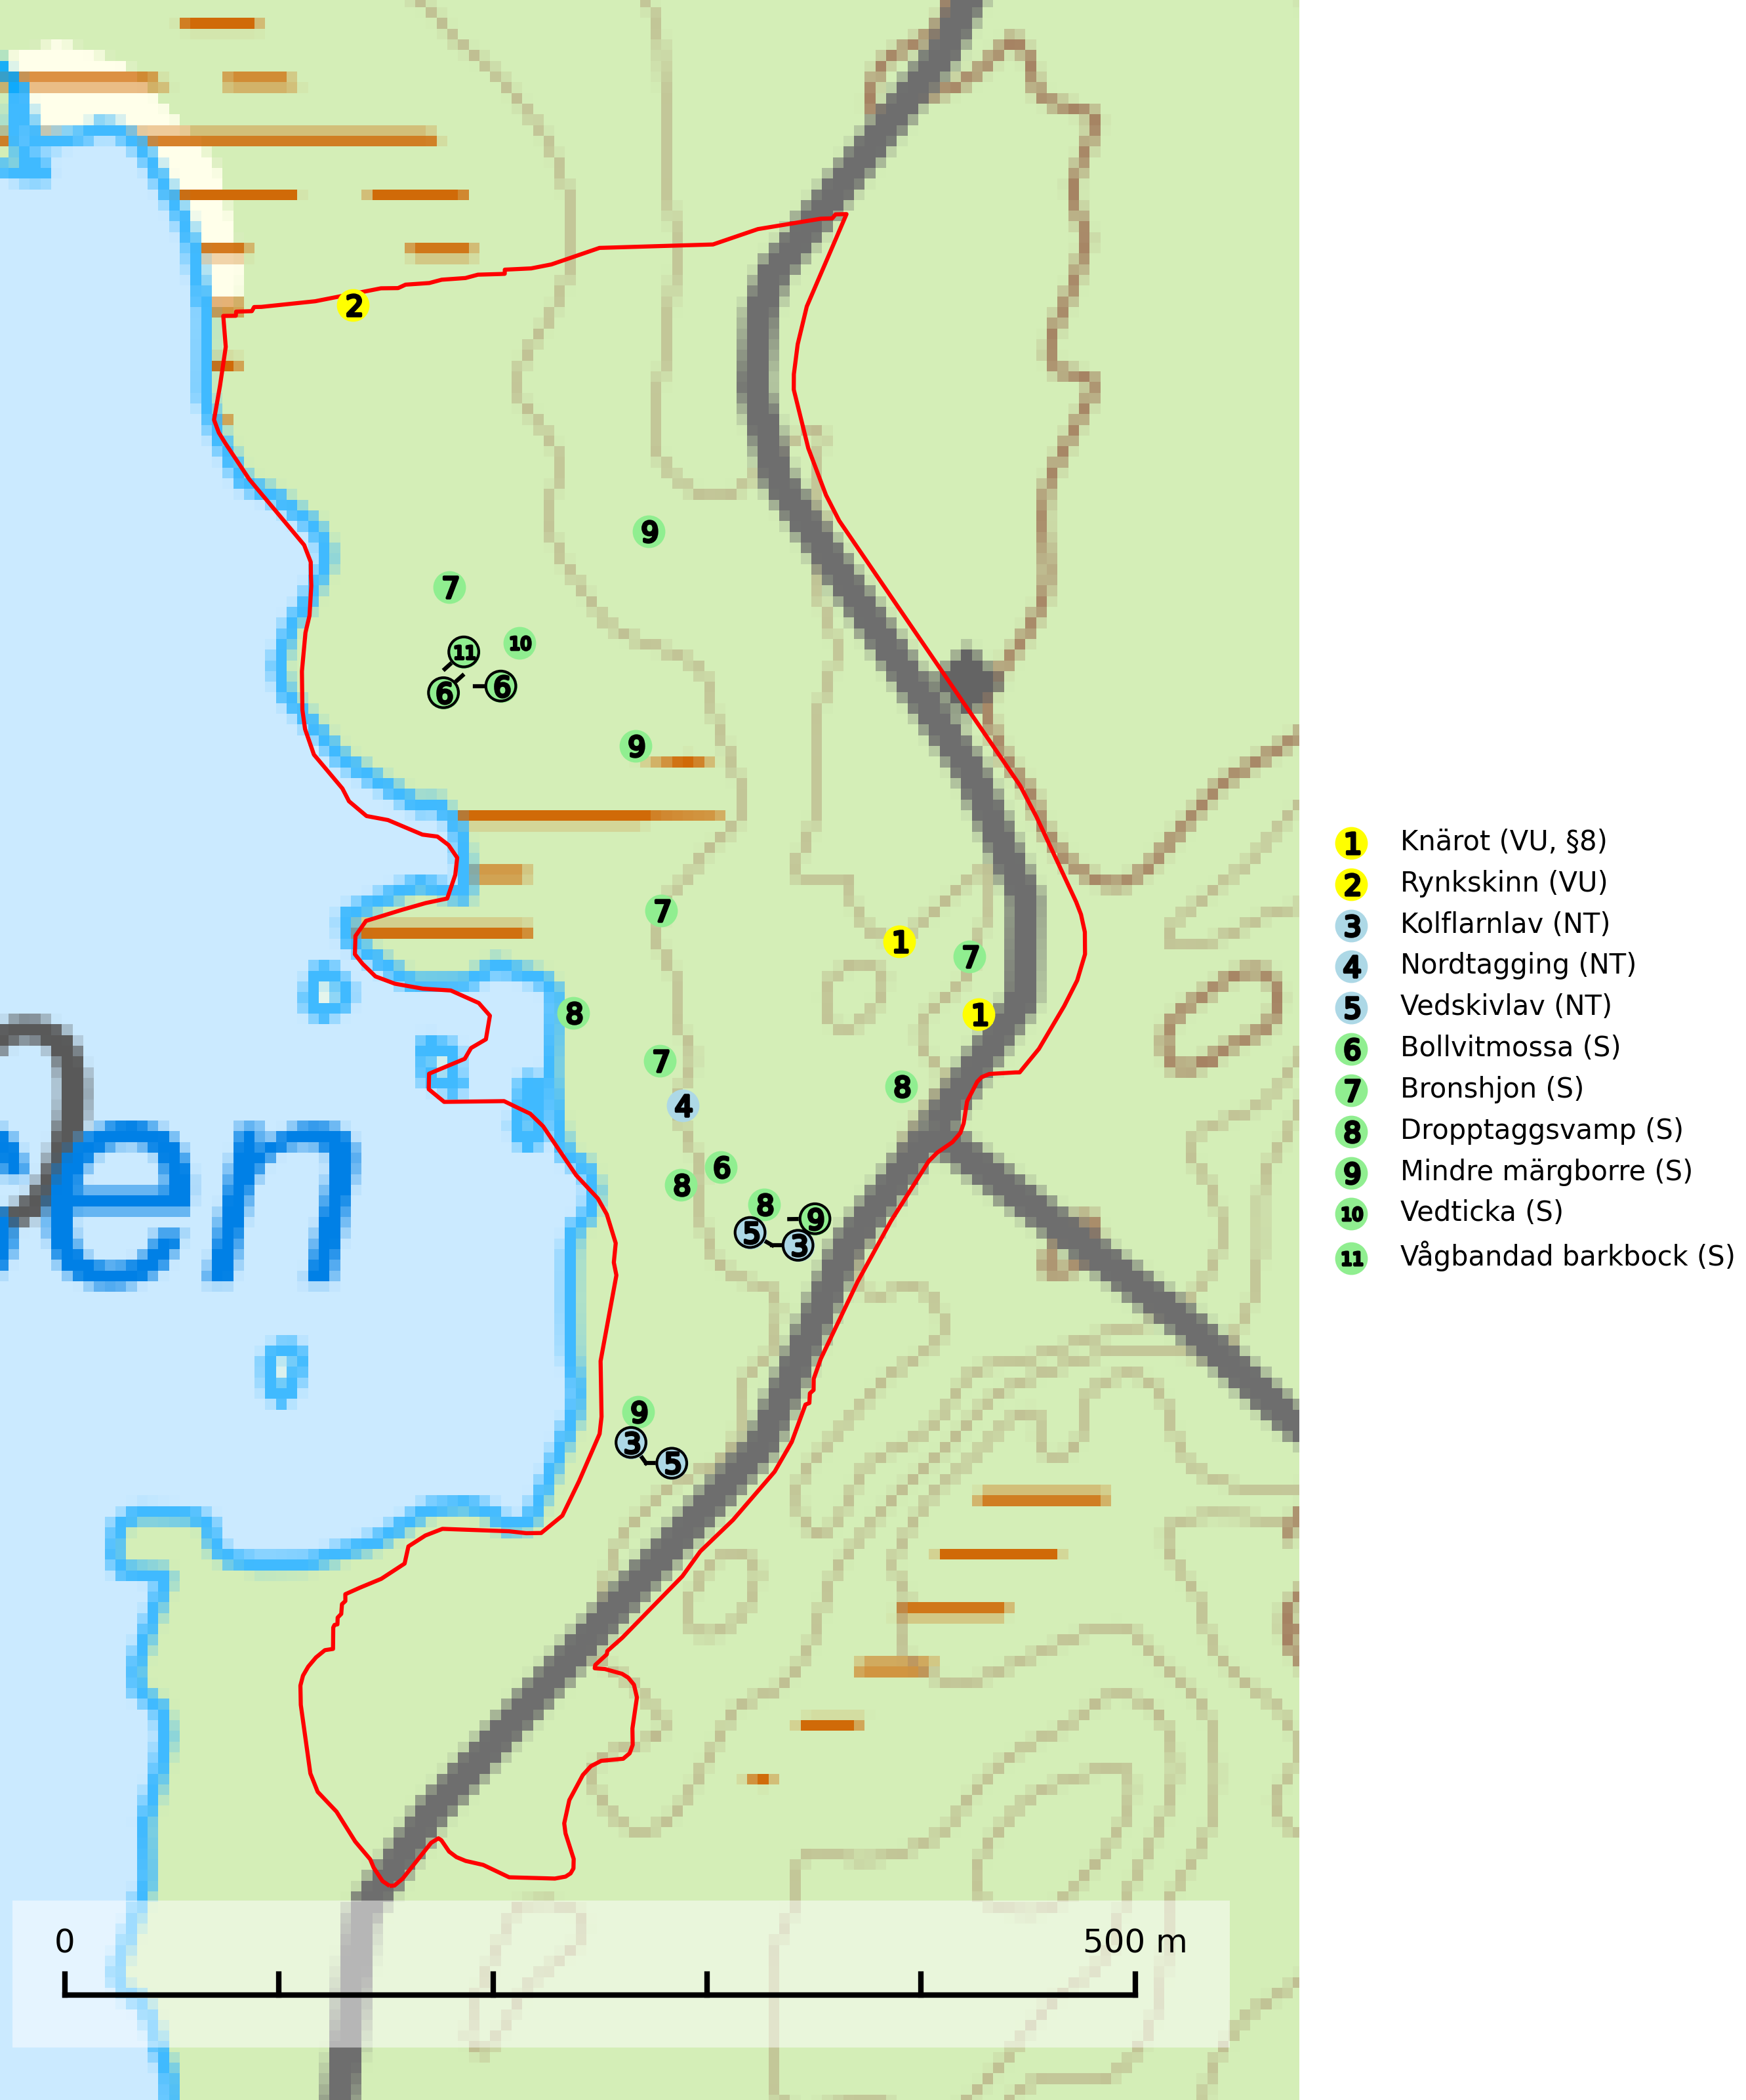 2
9
7
11
10
6
6
9
7
1
7
8
1
7
8
4
6
8
8
9
5
3
en
9
3
5
1 Knärot (VU, §8)
2 Rynkskinn (VU)
3 Kolflarnlav (NT)
4 Nordtagging (NT)
5 Vedskivlav (NT)
6 Bollvitmossa (S)
7 Bronshjon (S)
8 Dropptaggsvamp (S)
9 Mindre märgborre (S)
10 Vedticka (S)
11 Vågbandad barkbock (S)
0 500 m